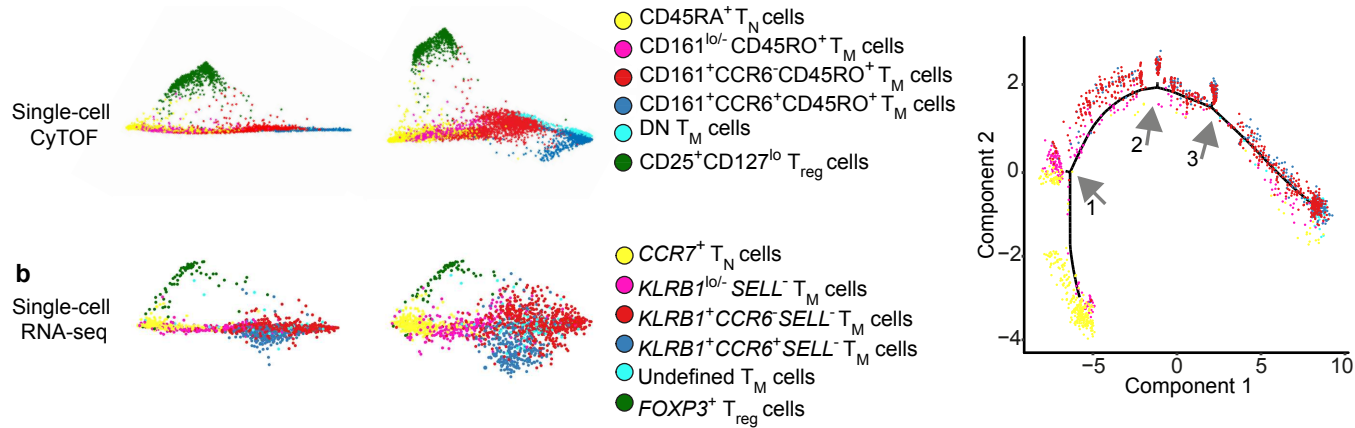 Single-cell
CyTOF
CD45RA+ TN cells
CD161lo/- CD45RO+ TM cells
CD161+CCR6-CD45RO+ TM cells
CD161+CCR6+CD45RO+ TM cells
DN TM cells
CD25+CD127lo Treg cells
b
Single-cell
RNA-seq
CCR7+ TN cells
KLRB1lo/- SELL- TM cells
KLRB1+CCR6-SELL- TM cells
KLRB1+CCR6+SELL- TM cells
Undefined TM cells
FOXP3+ Treg cells
Component 2
2
0
−2
−4
1
2
3
−5
0
5
10
Component 1